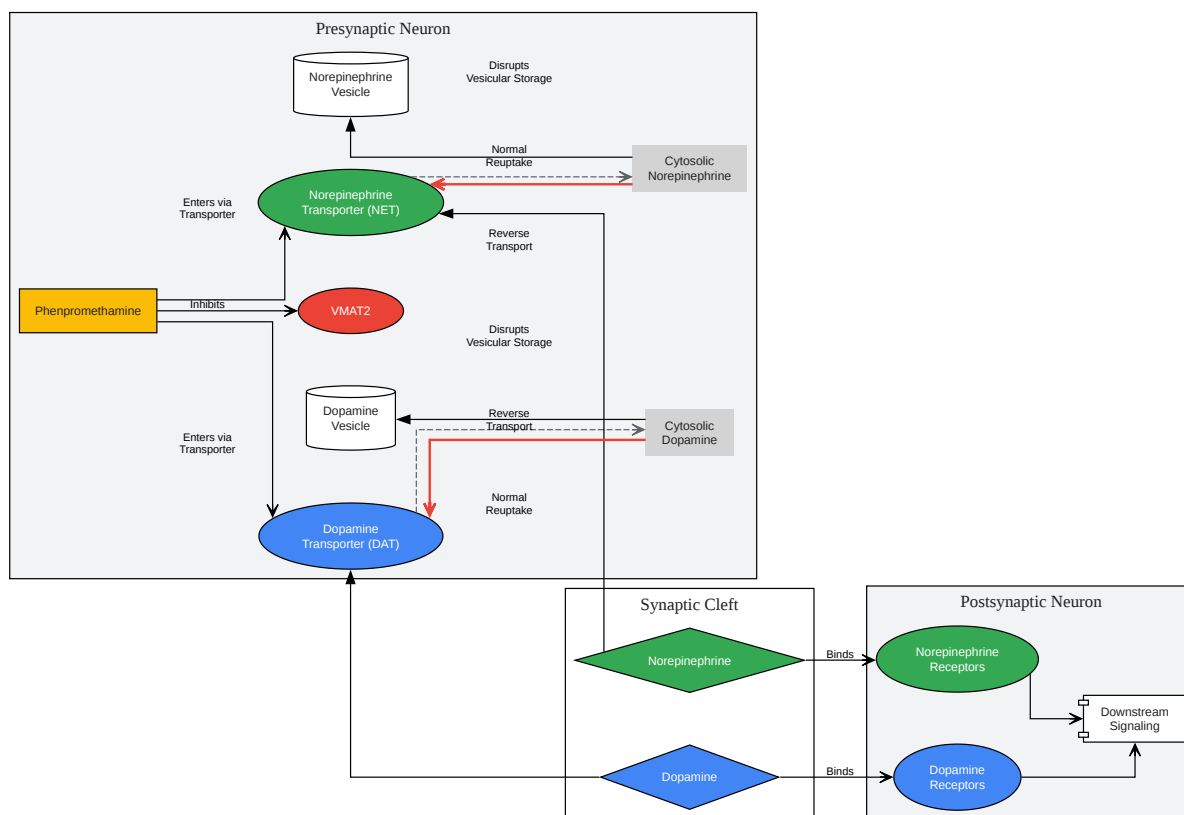 Presynaptic Neuron
Norepinephrine
Vesicle
Disrupts
Vesicular Storage
Normal
Reuptake
Cytosolic
Norepinephrine
Norepinephrine
Transporter (NET)
Enters via
Transporter
Reverse
Transport
Phenpromethamine
Inhibits
VMAT2
Disrupts
Vesicular Storage
Dopamine
Vesicle
Reverse
Transport
Cytosolic
Dopamine
Enters via
Transporter
Normal
Reuptake
Dopamine
Transporter (DAT)
Synaptic Cleft
Norepinephrine
Binds
Dopamine
Binds
Postsynaptic Neuron
Norepinephrine
Receptors
Downstream
Signaling
Dopamine
Receptors